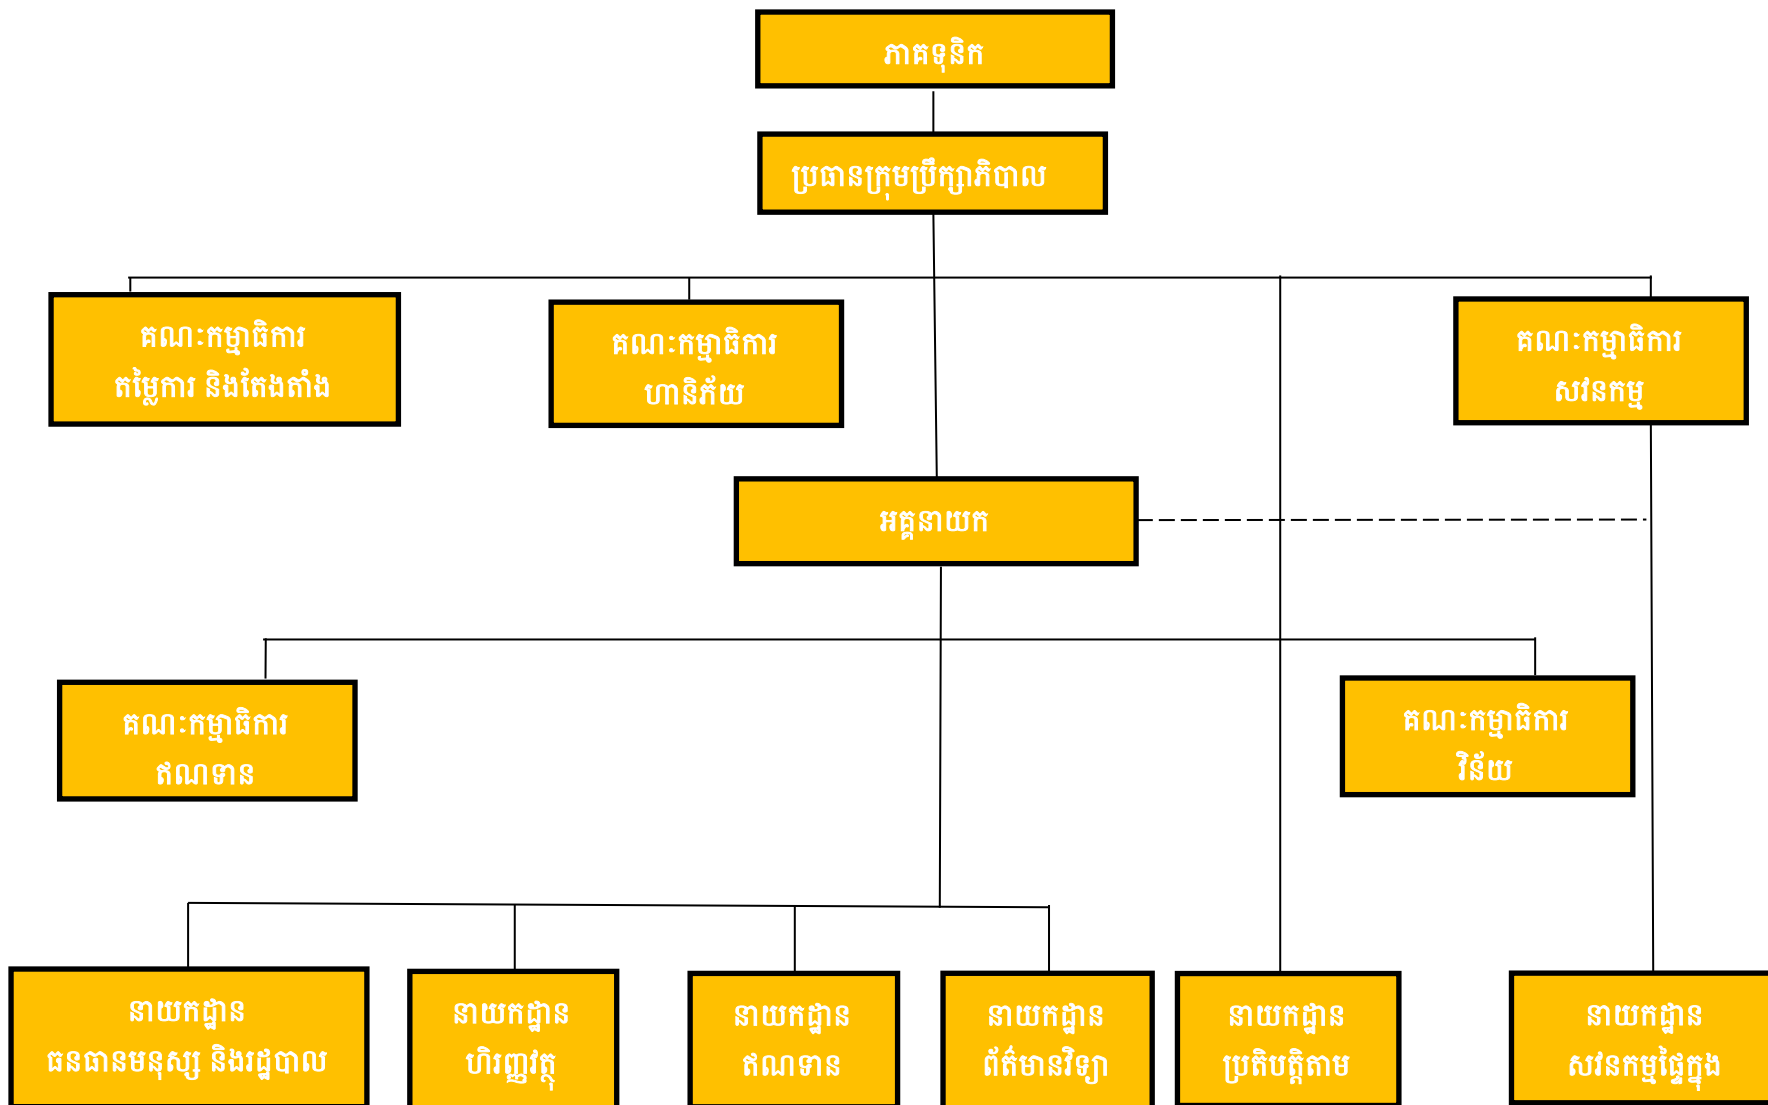 ភាគទុនិក
ប្រធានក្រុមប្រឹក្សាភិបាល
គណៈកម្មាធិការ
តម្លៃការ និងតែងតាំង
គណៈកម្មាធិការ
ហានិភ័យ
គណៈកម្មាធិការ
សវនកម្ម
អគ្គនាយក
គណៈកម្មាធិការ
ឥណទាន
គណៈកម្មាធិការ
វិន័យ
នាយកដ្ឋាន
ធនធានមនុស្ស និងរដ្ឋបាល
នាយកដ្ឋាន
ហិរញ្ញវត្ថុ
នាយកដ្ឋាន
ឥណទាន
នាយកដ្ឋាន
ព័ត៌មានវិទ្យា
នាយកដ្ឋាន
ប្រតិបត្តិតាម
នាយកដ្ឋាន
សវនកម្មផ្ទៃក្នុង